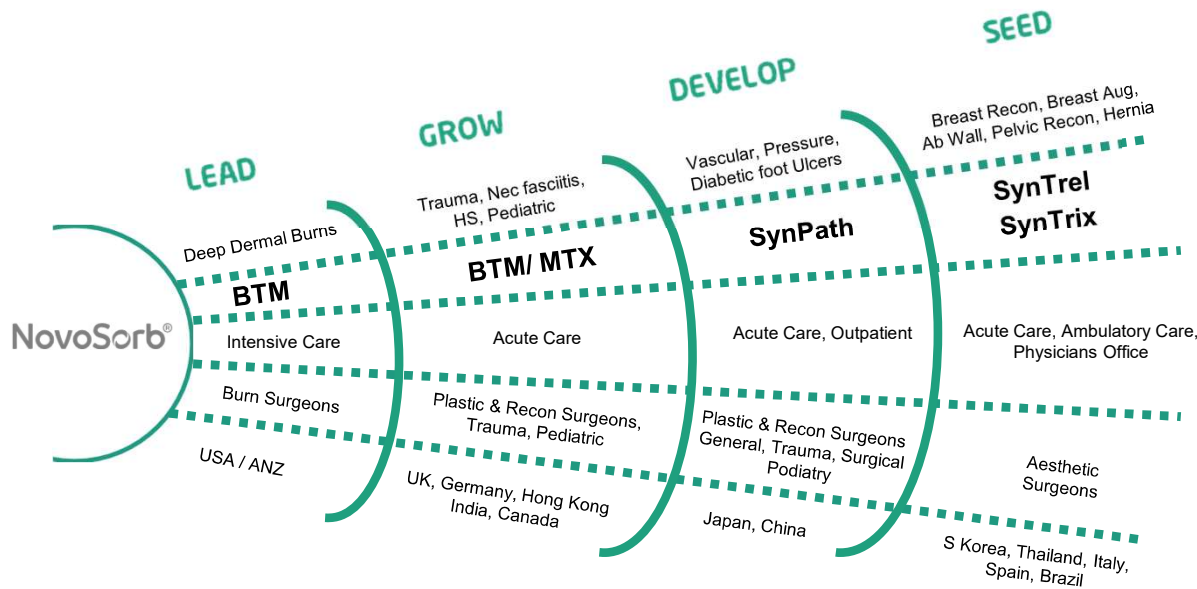 NovoSorb®
LEAD
Deep Dermal Burns
BTM
Intensive Care
Burn Surgeons
USA / ANZ
GROW
Trauma, Nec fasciitis,
HS, Pediatric
BTM/ MTX
Acute Care
Plastic & Recon Surgeons,
Trauma, Pediatric
UK, Germany, Hong Kong
India, Canada
DEVELOP
Vascular, Pressure,
Diabetic foot Ulcers
SynPath
Acute Care, Outpatient
Plastic & Recon Surgeons
General, Trauma, Surgical
Podiatry
Japan, China
SEED
Breast Recon, Breast Aug,
Ab Wall, Pelvic Recon, Hernia
SynTrel
SynTrix
Acute Care, Ambulatory Care,
Physicians Office
Aesthetic
Surgeons
S Korea, Thailand, Italy,
Spain, Brazil